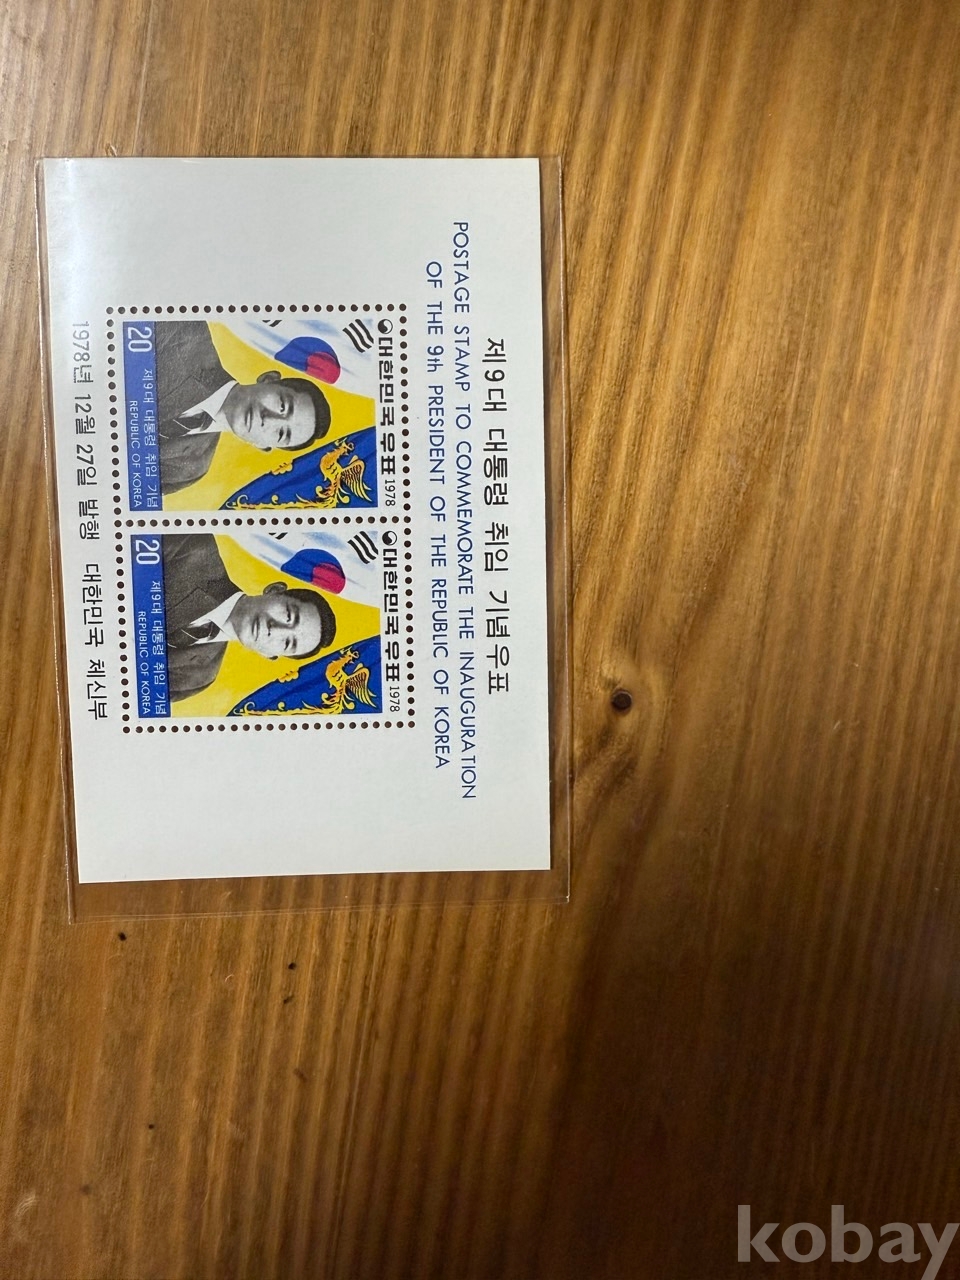 제9대 대통령 취임 기념우표
POSTAGE STAMP TO COMMEMORATE THE INAUGURATION
OF THE 9th PRESIDENT OF THE REPUBLIC OF KOREA
대한민국 우표 1978
20
제9대 대통령 취임 기념
REPUBLIC OF KOREA
대한민국 우표 1978
20
제9대 대통령 취임 기념
REPUBLIC OF KOREA
1978년 12월 27일 발행 대한민국 체신부
kobay